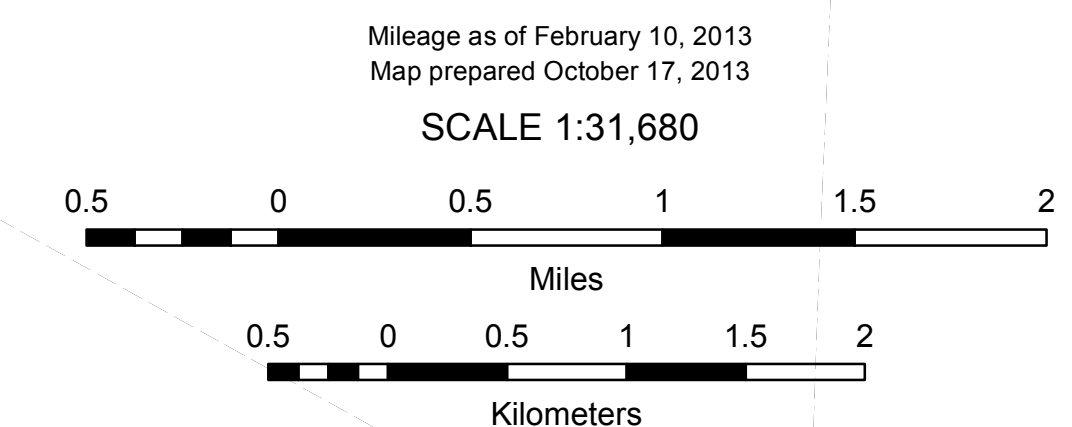 Mileage as of February 10, 2013
Map prepared October 17, 2013
SCALE 1:31,680
0.5 0 0.5 1 1.5 2
Miles
0.5 0 0.5 1 1.5 2
Kilometers